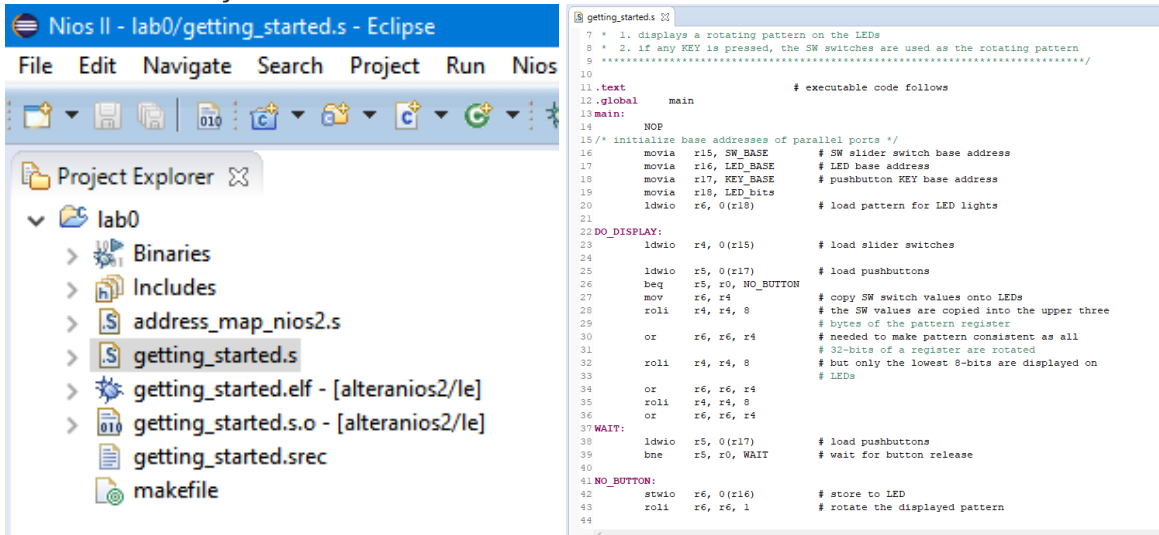 Nios II - lab0/getting_started.s - Eclipse
File Edit Navigate Search Project Run Nios
Project Explorer
lab0
Binaries
Includes
address_map_nios2.s
getting_started.s
getting_started.elf - [alteranios2/le]
getting_started.s.o - [alteranios2/le]
getting_started.srec
makefile
getting_started.s
7 * 1. displays a rotating pattern on the LEDs
8 * 2. if any KEY is pressed, the SW switches are used as the rotating pattern
9 ******************************************************************************/
10
11 .text # executable code follows
12 .global main
13 main:
14 NOP
15 /* initialize base addresses of parallel ports */
16 movia r15, SW_BASE # SW slider switch base address
17 movia r16, LED_BASE # LED base address
18 movia r17, KEY_BASE # pushbutton KEY base address
19 movia r18, LED_bits
20 ldwio r6, 0(r18) # load pattern for LED lights
21
22 DO_DISPLAY:
23 ldwio r4, 0(r15) # load slider switches
24
25 ldwio r5, 0(r17) # load pushbuttons
26 beq r5, r0, NO_BUTTON
27 mov r6, r4 # copy SW switch values onto LEDs
28 roli r4, r4, 8 # the SW values are copied into the upper three
29 # bytes of the pattern register
30 or r6, r6, r4 # needed to make pattern consistent as all
31 # 32-bits of a register are rotated
32 roli r4, r4, 8 # but only the lowest 8-bits are displayed on
33 # LEDs
34 or r6, r6, r4
35 roli r4, r4, 8
36 or r6, r6, r4
37 WAIT:
38 ldwio r5, 0(r17) # load pushbuttons
39 bne r5, r0, WAIT # wait for button release
40
41 NO_BUTTON:
42 stwio r6, 0(r16) # store to LED
43 roli r6, r6, 1 # rotate the displayed pattern
44